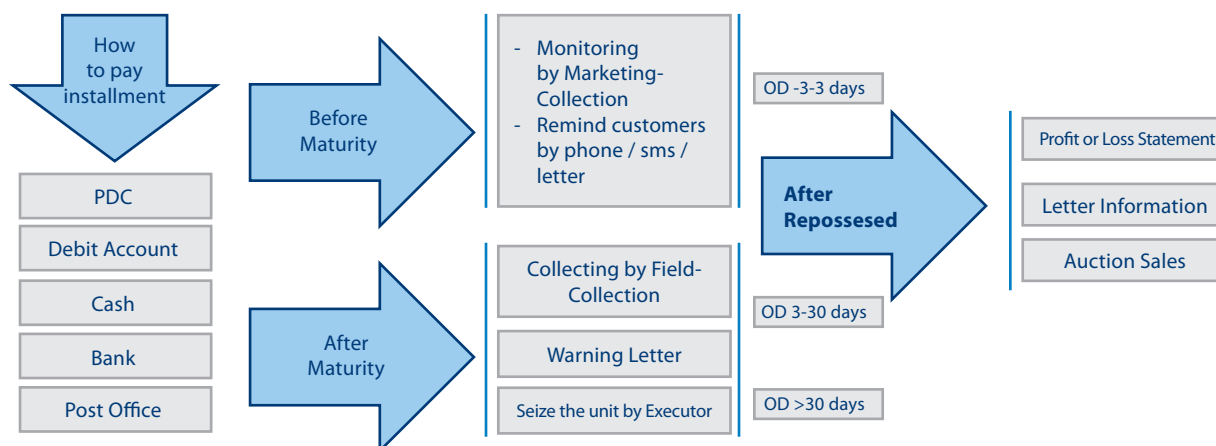 How
to pay
installment
PDC
Debit Account
Cash
Bank
Post Office
Before
Maturity
After
Maturity
- Monitoring
by Marketing-
Collection
- Remind customers
by phone / sms /
letter
Collecting by Field-
Collection
Warning Letter
Seize the unit by Executor
OD -3-3 days
OD 3-30 days
OD >30 days
After
Repossesed
Profit or Loss Statement
Letter Information
Auction Sales